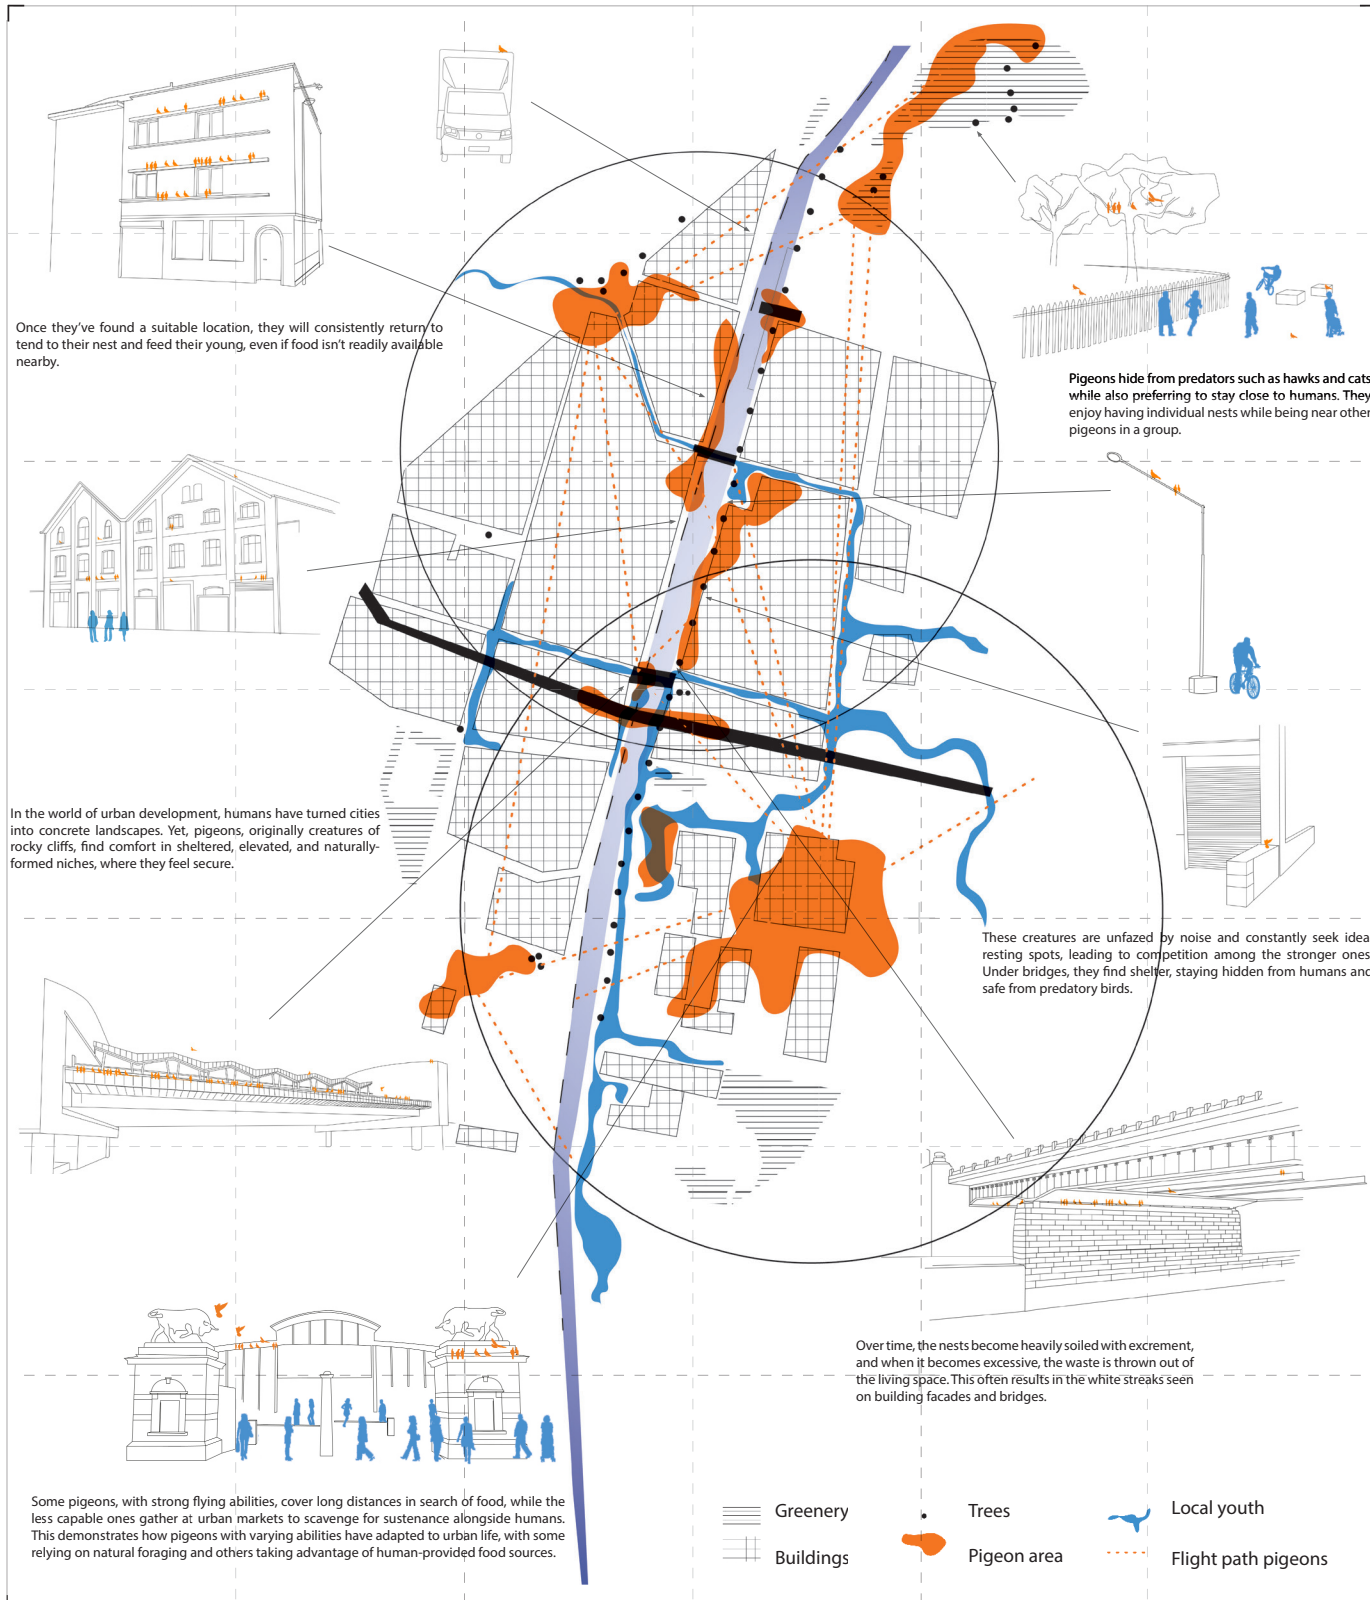 Once they've found a suitable location, they will consistently return to
tend to their nest and feed their young, even if food isn't readily available
nearby.
Pigeons hide from predators such as hawks and cats
while also preferring to stay close to humans. They
enjoy having individual nests while being near other
pigeons in a group.
In the world of urban development, humans have turned cities
into concrete landscapes. Yet, pigeons, originally creatures of
rocky cliffs, find comfort in sheltered, elevated, and naturally-
formed niches, where they feel secure.
These creatures are unfazed by noise and constantly seek idea
resting spots, leading to competition among the stronger ones
Under bridges, they find shelter, staying hidden from humans and
safe from predatory birds.
Over time, the nests become heavily soiled with excrement,
and when it becomes excessive, the waste is thrown out of
the living space. This often results in the white streaks seen
on building facades and bridges.
Some pigeons, with strong flying abilities, cover long distances in search of food, while the
less capable ones gather at urban markets to scavenge for sustenance alongside humans.
This demonstrates how pigeons with varying abilities have adapted to urban life, with some
relying on natural foraging and others taking advantage of human-provided food sources.
Greenery
Trees
Local youth
Buildings
Pigeon area
Flight path pigeons